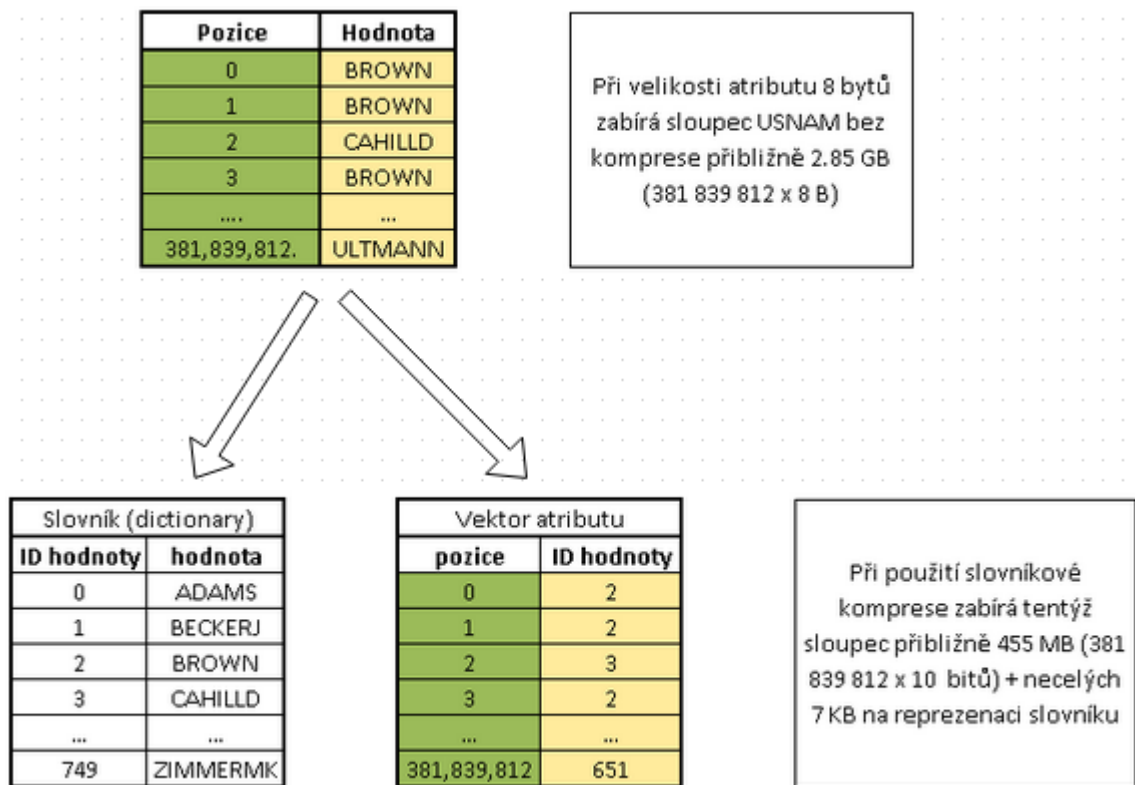 Pozice Hodnota
0 BROWN
1 BROWN
2 CAHILLD
3 BROWN
.... ...
381,839,812. ULTMANN
Při velikosti atributu 8 bytů
zabírá sloupec USNAM bez
komprese přibližně 2.85 GB
(381 839 812 x 8 B)
Slovník (dictionary)
ID hodnoty hodnota
0 ADAMS
1 BECKERJ
2 BROWN
3 CAHILLD
... ...
749 ZIMMERMK
Vektor atributu
pozice ID hodnoty
0 2
1 2
2 3
3 2
... ...
381,839,812 651
Při použití slovníkové
komprese zabírá tentýž
sloupec přibližně 455 MB (381
839 812 x 10 bitů) + necelých
7 KB na reprezenaci slovníku